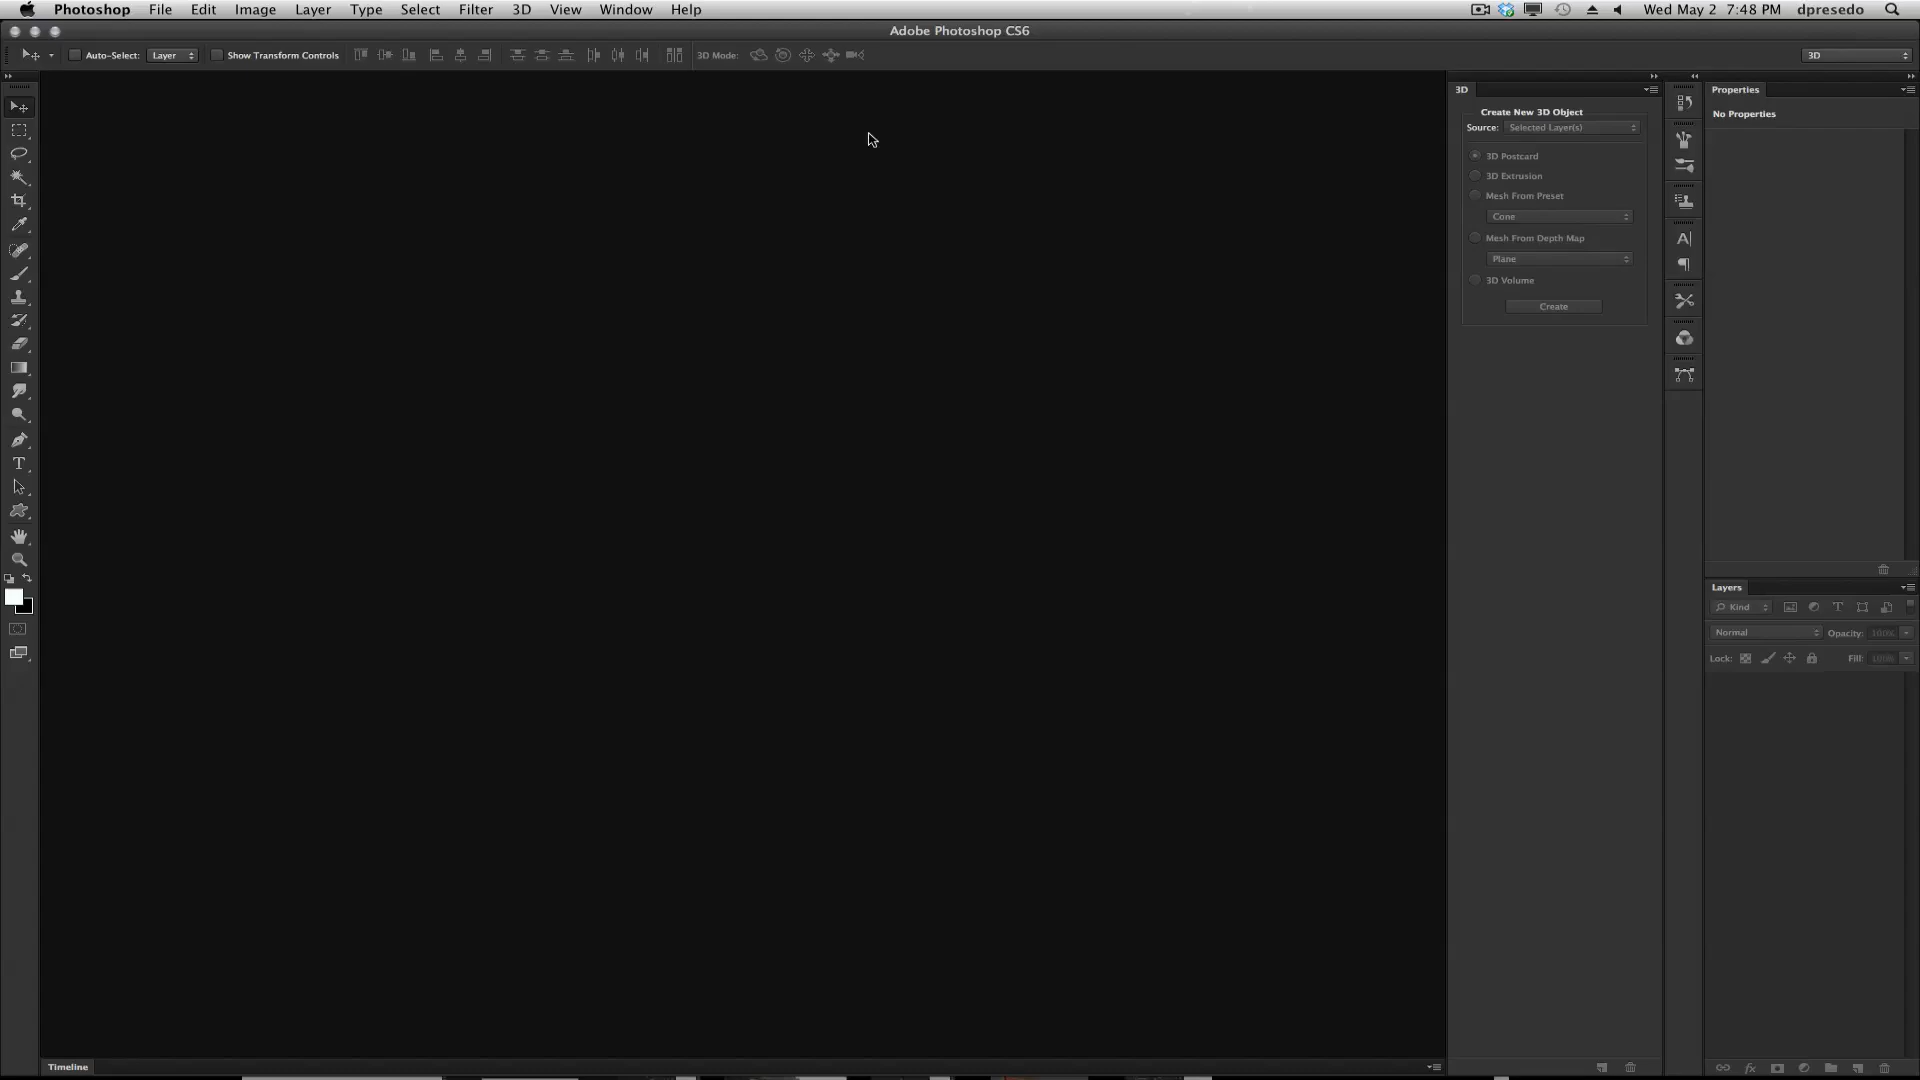 Photoshop File Edit Image Layer Type Select Filter 3D View Window Help Wed May 2 7:48 PM dpresedo
Adobe Photoshop CS6
Auto-Select: Layer Show Transform Controls 3D Mode: 3D
3D
Create New 3D Object
Source: Selected Layer(s)
3D Postcard
3D Extrusion
Mesh From Preset
Cone
Mesh From Depth Map
Plane
3D Volume
Create
Properties
No Properties
Layers
Kind
Normal Opacity: 100%
Lock: Fill: 100%
Timeline